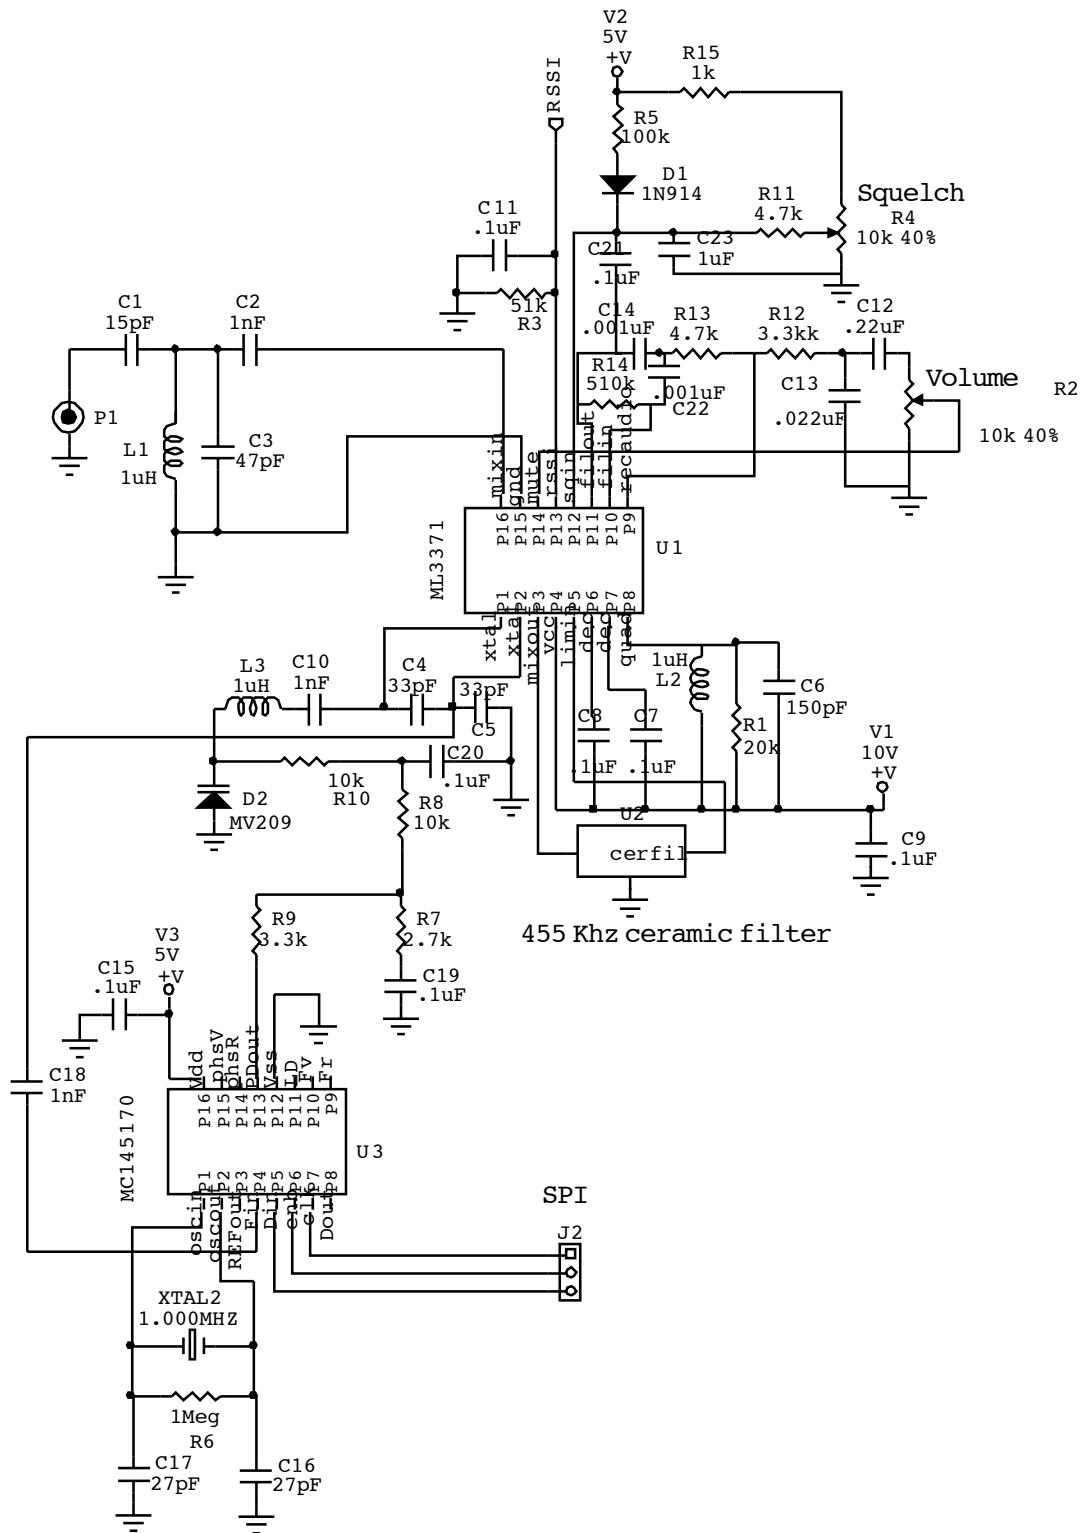 V2
5V
+V
RSSI
R15
1k
R5
100k
D1
1N914
R11
4.7k
Squelch
R4
10k 40%
C11
.1uF
C21
.1uF
C23
1uF
51k
R3
C1
15pF
C2
1nF
C14
.001uF
R13
4.7k
R12
3.3kk
C12
.22uF
R14
510k
.001uF
C22
C13
.022uF
Volume
R2
10k 40%
P1
L1
1uH
C3
47pF
mixin
gnd
mute
rssi
sqin
filout
filin
recaudio
P16
P15
P14
P13
P12
P11
P10
P9
ML3371
U1
P1
P2
P3
P4
P5
P6
P7
P8
xtal
xtal
mixout
vcc
limin
dec
dec
quad
L3
1uH
C10
1nF
C4
33pF
33pF
C5
1uH
L2
C6
150pF
R1
20k
C8
.1uF
C7
.1uF
V1
10V
+V
C20
.1uF
10k
R10
D2
MV209
R8
10k
U2
cerfil
C9
.1uF
455 Khz ceramic filter
R9
3.3k
R7
2.7k
C19
.1uF
V3
5V
+V
C15
.1uF
C18
1nF
Vdd
phsV
phsR
PDout
Vss
LD
Fv
Fr
P16
P15
P14
P13
P12
P11
P10
P9
MC145170
U3
P1
P2
P3
P4
P5
P6
P7
P8
oscin
oscout
REFout
Fin
Din
enb
clk
Dout
SPI
J2
XTAL2
1.000MHZ
1Meg
R6
C17
27pF
C16
27pF